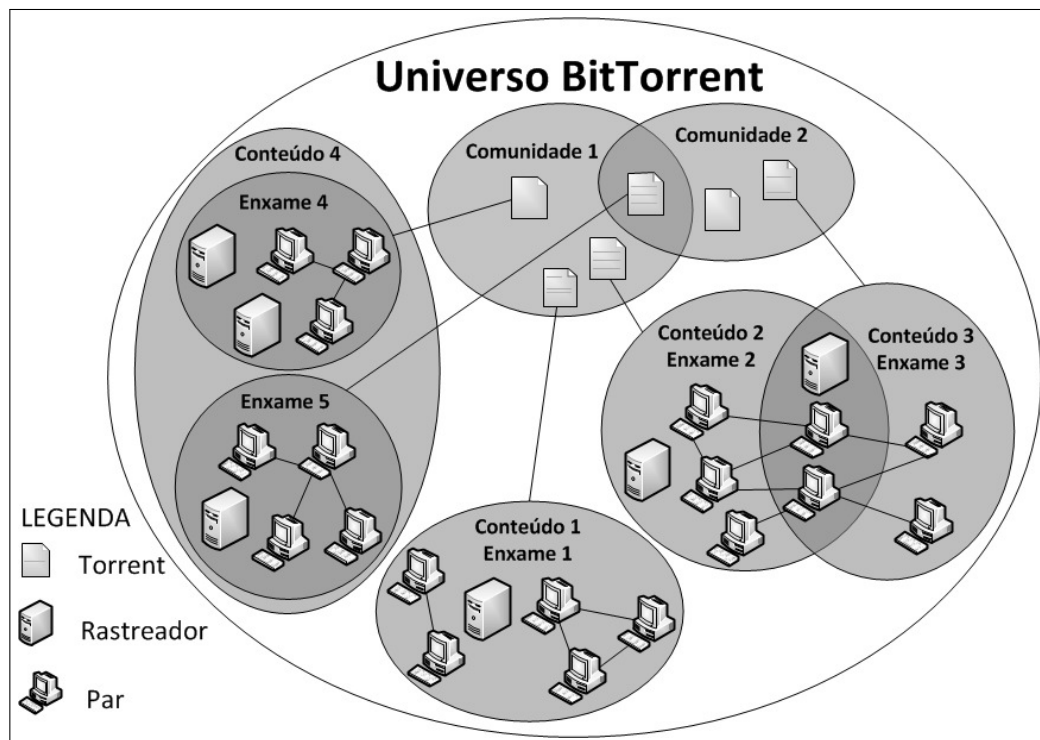 Universo BitTorrent
Conteúdo 4
Enxame 4
Enxame 5
Comunidade 1
Comunidade 2
Conteúdo 2
Enxame 2
Conteúdo 3
Enxame 3
Conteúdo 1
Enxame 1
LEGENDA
Torrent
Rastreador
Par